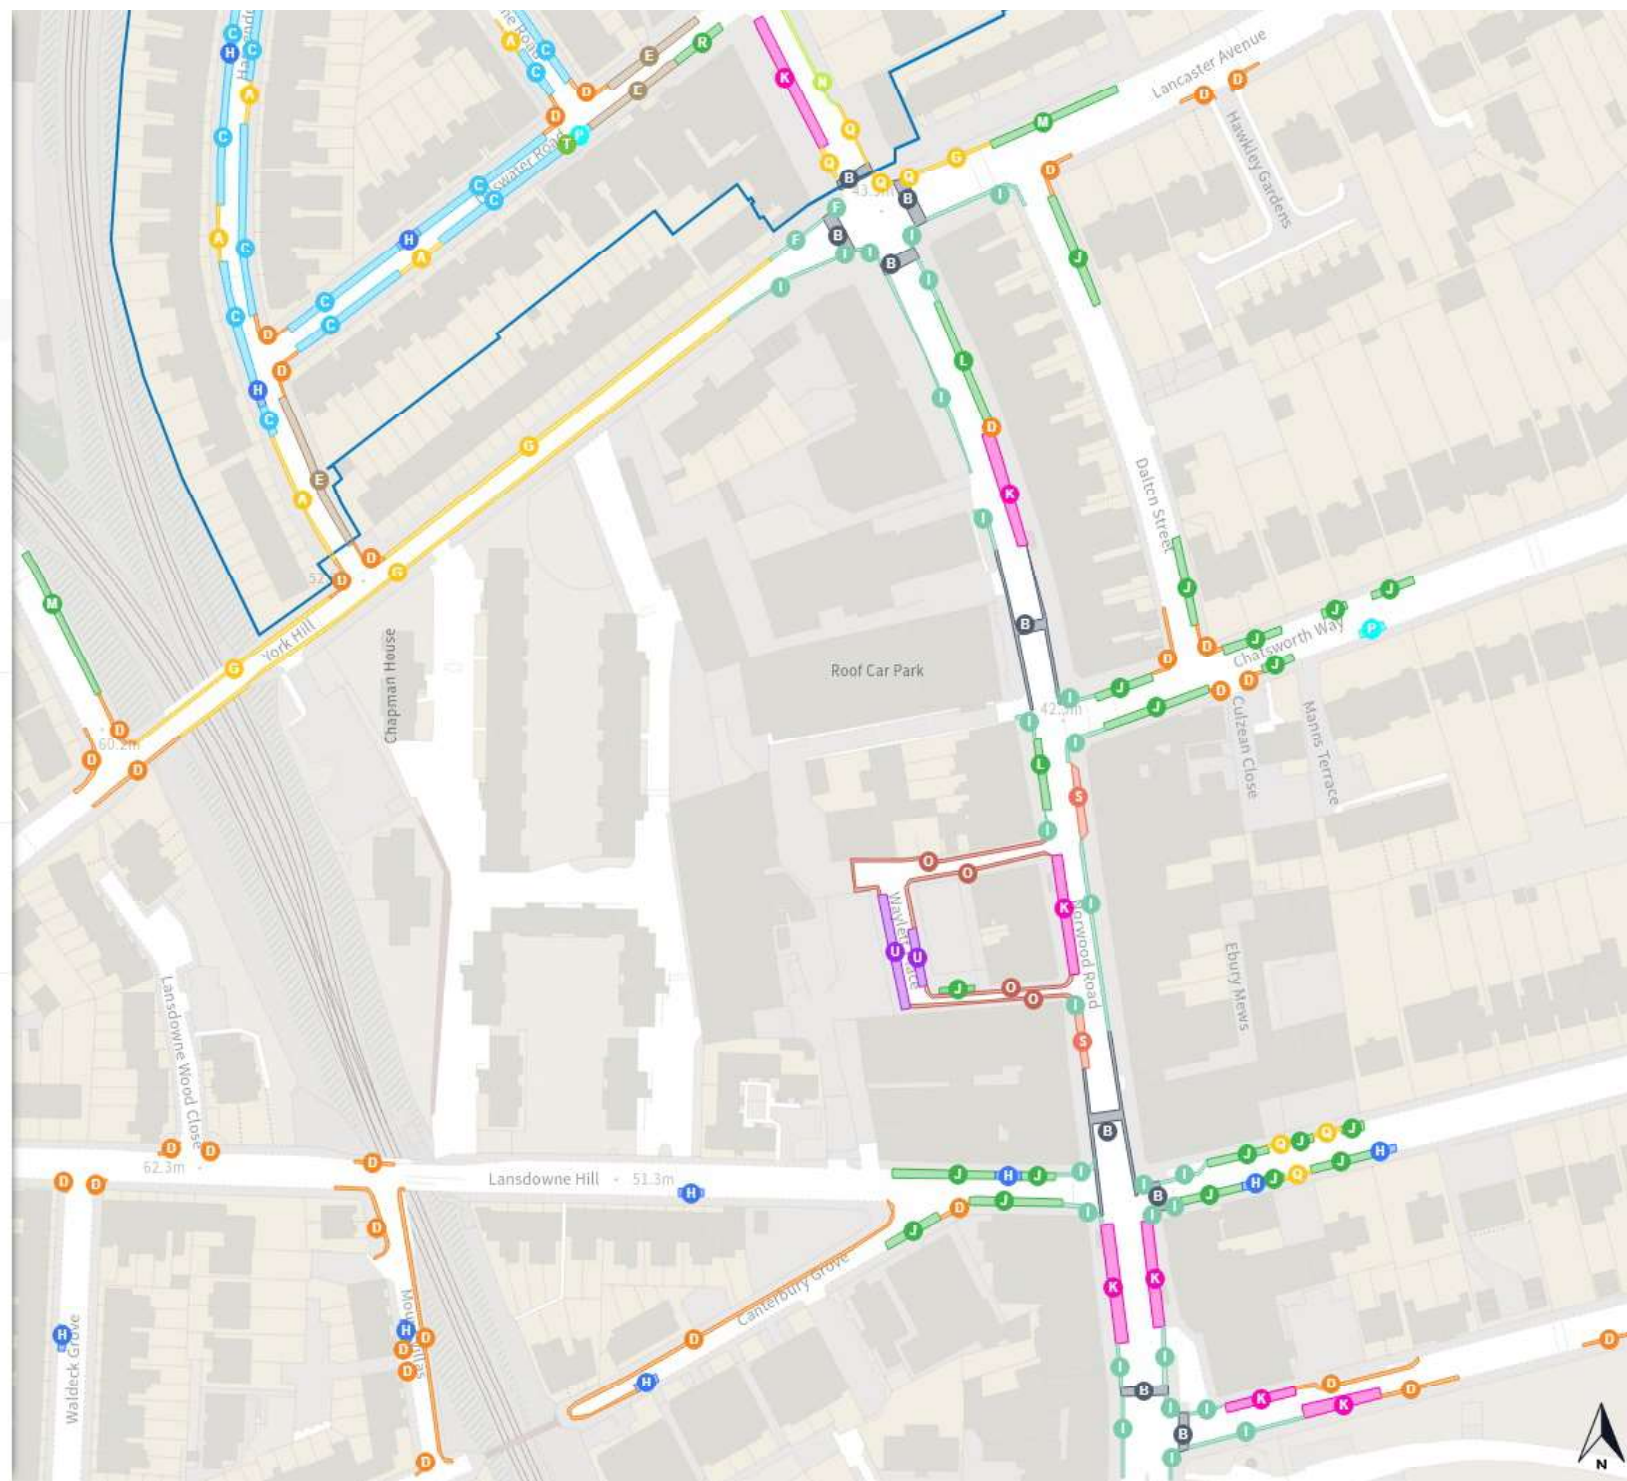 C
H
C
A
C
A
C
C
H
C
A
E
D
D
A
C
C
D
D
E
R
E
P
T
swater Road
C
C
H
A
C
C
D
D
K
N
Q
Q
B
Q
Q
G
M
Lancaster Avenue
D
D
Hawkley Gardens
F
B
B
B
F
I
I
I
I
I
I
D
J
L
I
D
K
I
B
G
G
G
York Hill
Chapman House
Roof Car Park
Dalton Street
J
D
D
J
J
J
P
Chatsworth Way
J
D
D
J
J
I
I
I
Culzean Close
Manns Terrace
L
S
I
O
O
K
I
Norwood Road
U
U
J
O
O
I
S
Ebury Mews
M
D
D
D
60.2m
Lansdowne Wood Close
D
D
62.3m
D
D
D
Lansdowne Hill
51.3m
H
J
H
J
I
J
D
J
I
B
I
I
B
I
I
J
Q
J
Q
J
J
H
J
Q
J
H
Canterbury Grove
D
H
D
H
D
D
D
D
H
Waldeck Grove
K
K
I
I
B
I
I
B
I
I
I
K
D
K
D
D
N